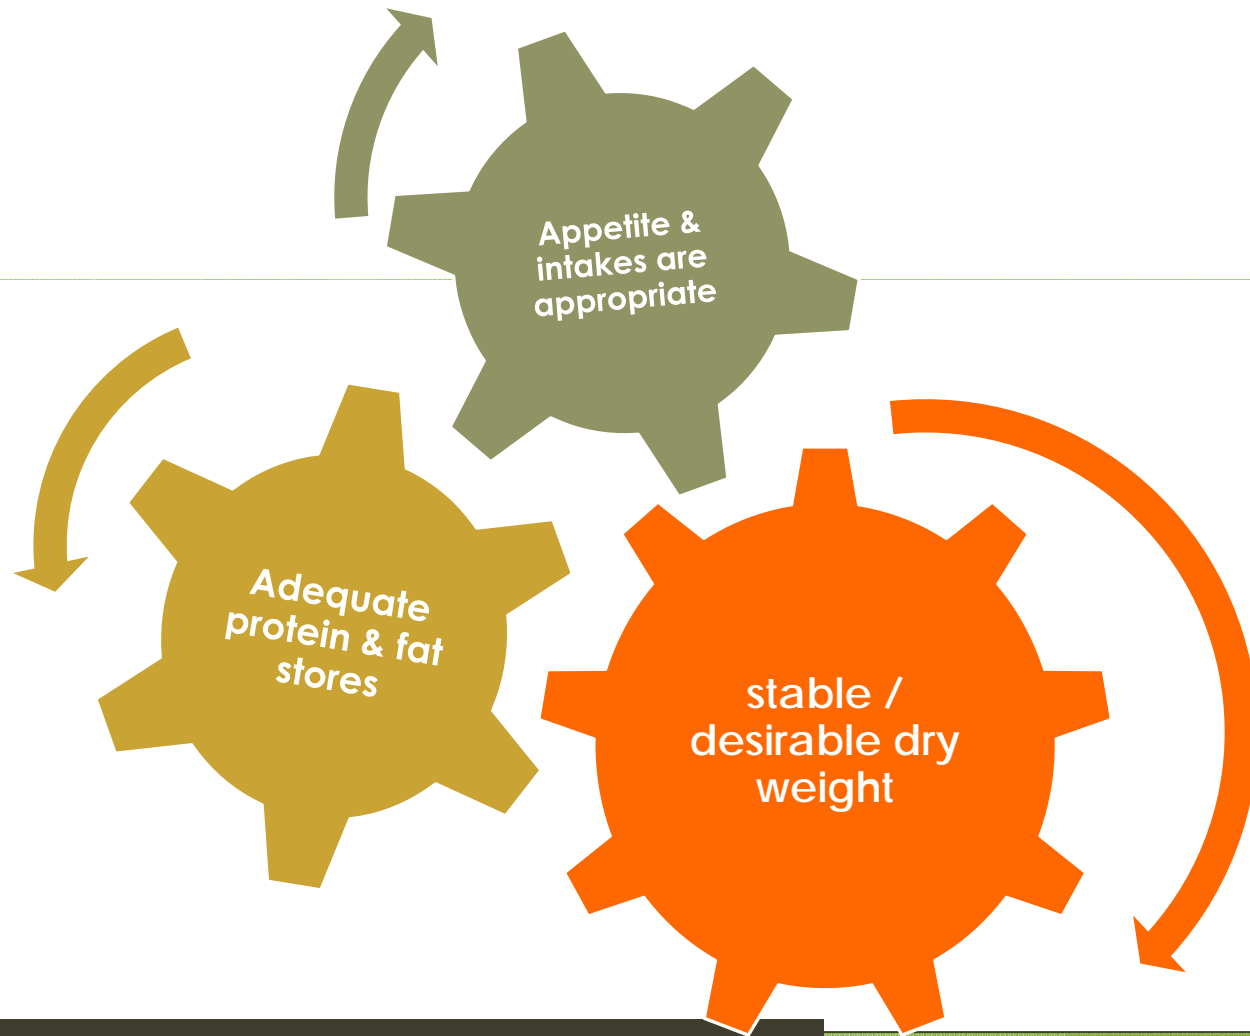 Appetite &
intakes are
appropriate
Adequate
protein & fat
stores
stable /
desirable dry
weight